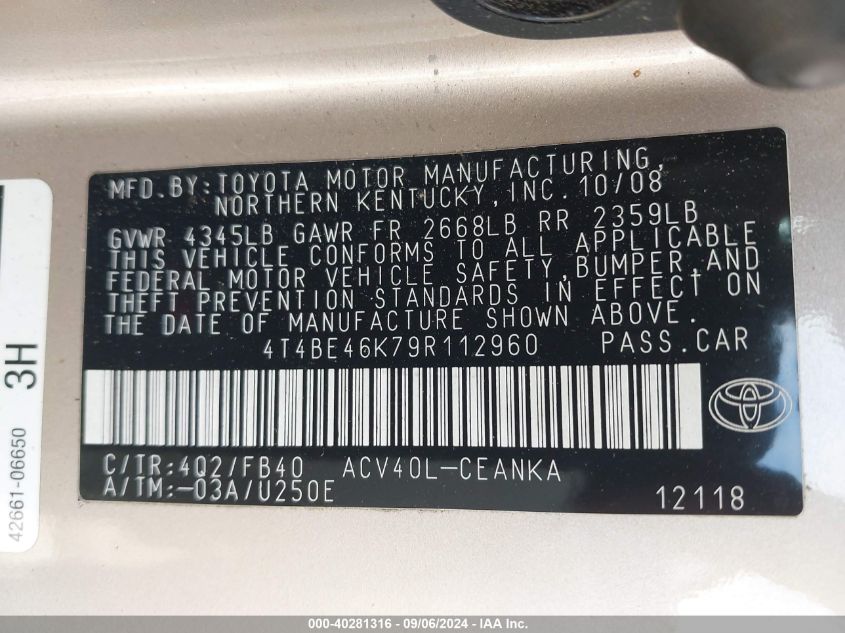 MFD. BY: TOYOTA MOTOR MANUFACTURING,
NORTHERN KENTUCKY, INC. 10/08
GVWR 4345LB GAWR FR 2668LB RR 2359LB
THIS VEHICLE CONFORMS TO ALL APPLICABLE
FEDERAL MOTOR VEHICLE SAFETY, BUMPER, AND
THEFT PREVENTION STANDARDS IN EFFECT ON
THE DATE OF MANUFACTURE SHOWN ABOVE.
4T4BE46K79R112960 PASS. CAR
C/TR: 4Q2/FB40 ACV40L-CEANKA
A/TM: -03A/U250E 12118
3H
42661-06650
000-40281316 - 09/06/2024 - IAA Inc.